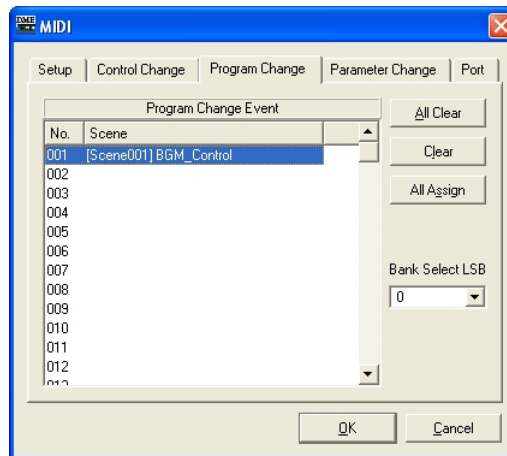 DME MIDI
Setup Control Change Program Change Parameter Change Port
Program Change Event
No. Scene
001 [Scene001] BGM_Control
002
003
004
005
006
007
008
009
010
011
012
013
All Clear
Clear
All Assign
Bank Select LSB
0
OK Cancel